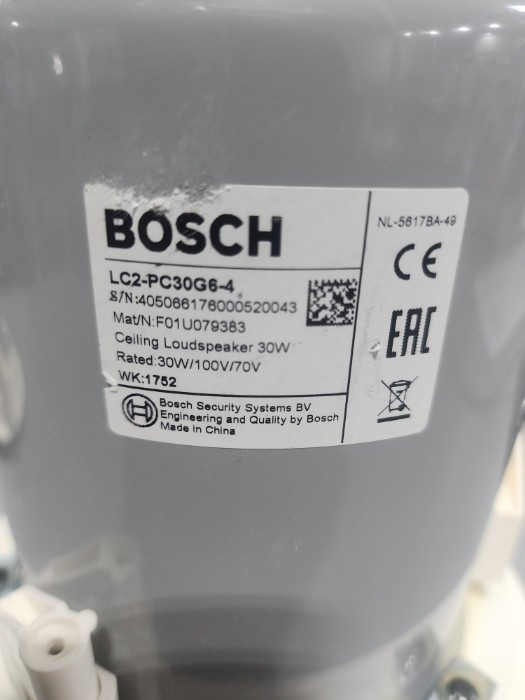 BOSCH
LC2-PC30G6-4
S/N:405066176000520043
Mat/N:F01U079383
Ceiling Loudspeaker 30W
Rated:30W/100V/70V
WK:1752
Bosch Security Systems BV
Engineering and Quality by Bosch
Made in China
NL-5617BA-49
CE
EAC